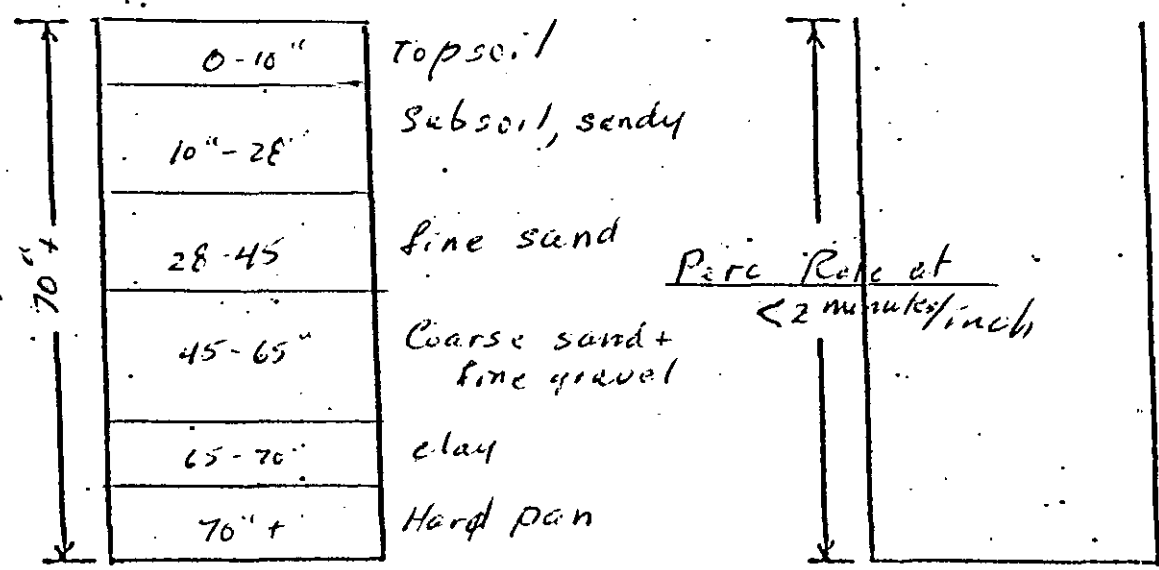 0-10" Topsoil
10"-28" Subsoil, sandy
28-45 fine sand
45-65" Coarse sand +
fine gravel
65-70" clay
70"+ Hard pan
70"+
Perc Rate at
<2 minutes/inch